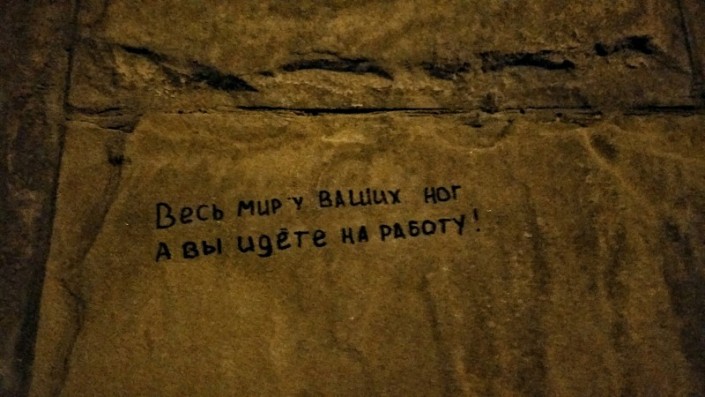 Весь мир у ваших ног
А вы идёте на работу!